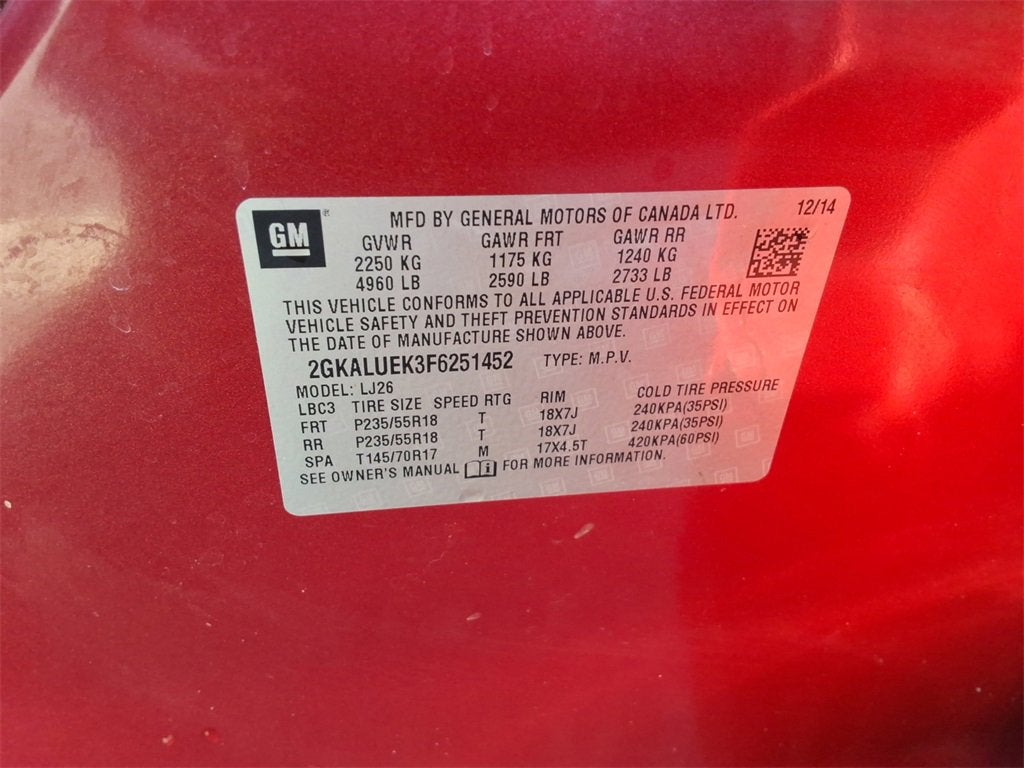 GM ®
MFD BY GENERAL MOTORS OF CANADA LTD. 12/14
GVWR GAWR FRT GAWR RR
2250 KG 1175 KG 1240 KG
4960 LB 2590 LB 2733 LB
THIS VEHICLE CONFORMS TO ALL APPLICABLE U.S. FEDERAL MOTOR
VEHICLE SAFETY AND THEFT PREVENTION STANDARDS IN EFFECT ON
THE DATE OF MANUFACTURE SHOWN ABOVE.
2GKALUEK3F6251452 TYPE: M.P.V.
MODEL: LJ26
LBC3 TIRE SIZE SPEED RTG RIM COLD TIRE PRESSURE
FRT P235/55R18 T 18X7J 240KPA(35PSI)
RR P235/55R18 T 18X7J 240KPA(35PSI)
SPA T145/70R17 M 17X4.5T 420KPA(60PSI)
SEE OWNER'S MANUAL i FOR MORE INFORMATION.